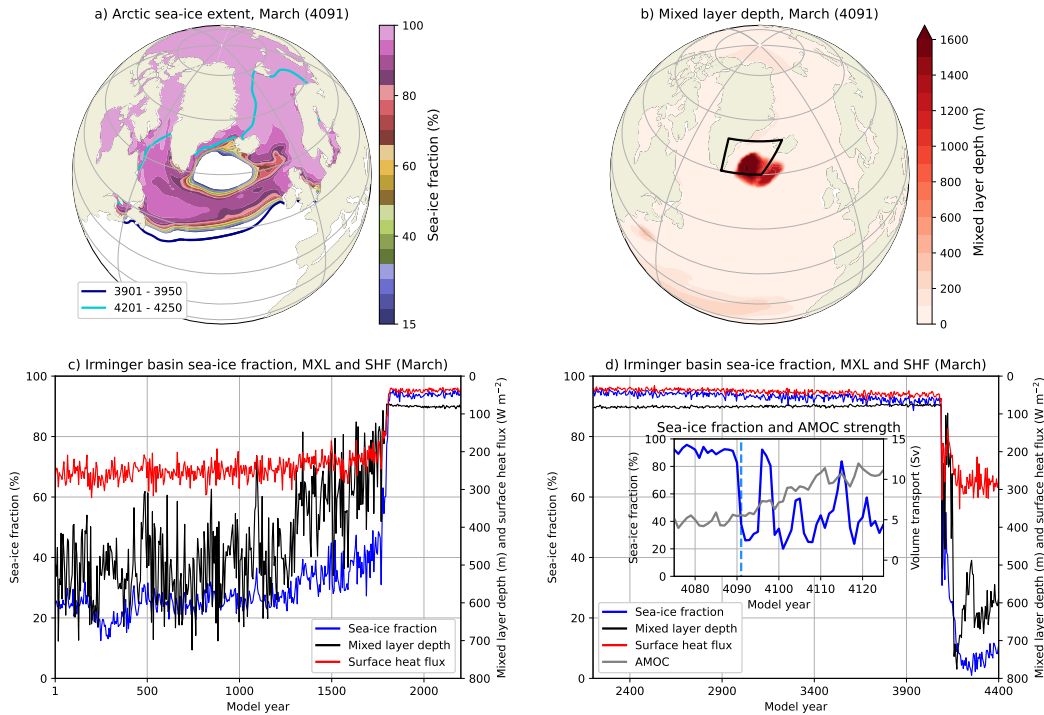 a) Arctic sea-ice extent, March (4091)
100
80
60
40
15
Sea-ice fraction (%)
3901 - 3950
4201 - 4250
b) Mixed layer depth, March (4091)
1600
1400
1200
1000
800
600
400
200
0
Mixed layer depth (m)
c) Irminger basin sea-ice fraction, MXL and SHF (March)
100
80
60
40
20
0
Sea-ice fraction (%)
0
100
200
300
400
500
600
700
800
Mixed layer depth (m) and surface heat flux (W m−2)
Sea-ice fraction
Mixed layer depth
Surface heat flux
1
500
1000
1500
2000
Model year
d) Irminger basin sea-ice fraction, MXL and SHF (March)
100
80
60
40
20
0
Sea-ice fraction (%)
0
100
200
300
400
500
600
700
800
Mixed layer depth (m) and surface heat flux (W m−2)
Sea-ice fraction and AMOC strength
100
80
60
40
20
0
Sea-ice fraction (%)
15
10
5
0
Volume transport (Sv)
4080
4090
4100
4110
4120
Model year
Sea-ice fraction
Mixed layer depth
Surface heat flux
AMOC
2400
2900
3400
3900
4400
Model year